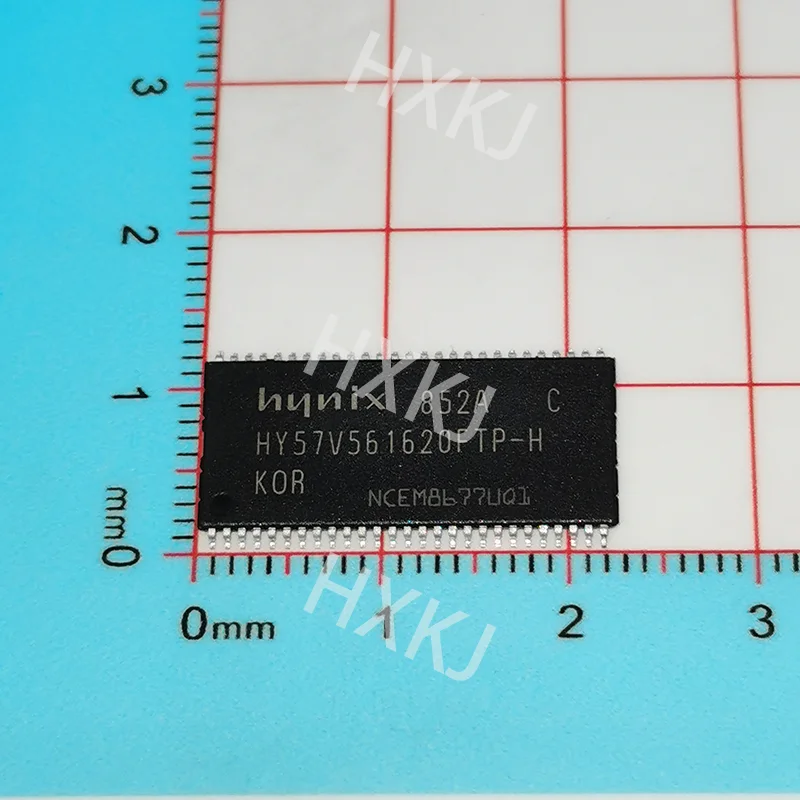 HXKJ
3
2
HXKJ
hynix 852A C
HY57V561620FTP-H
KOR NCEM8677UQ1
1
mm0
0mm 1 2 3
HXKJ